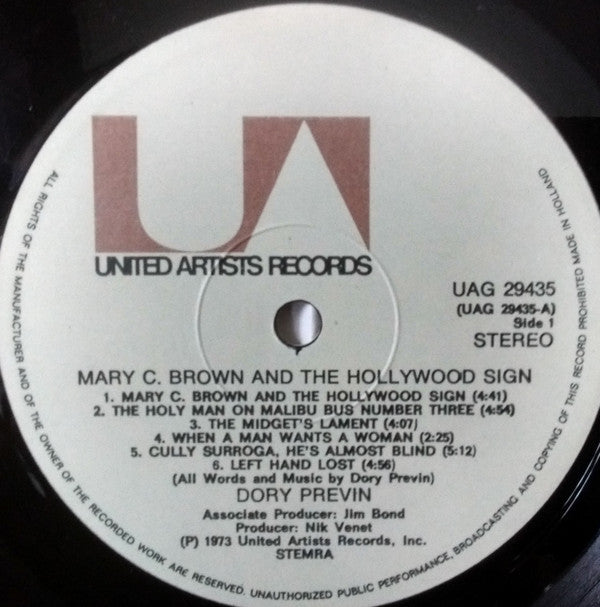 UA
UNITED ARTISTS RECORDS
UAG 29435
(UAG 29435-A)
Side 1
STEREO
MARY C. BROWN AND THE HOLLYWOOD SIGN
1. MARY C. BROWN AND THE HOLLYWOOD SIGN (4:41)
2. THE HOLY MAN ON MALIBU BUS NUMBER THREE (4:54)
3. THE MIDGET'S LAMENT (4:07)
4. WHEN A MAN WANTS A WOMAN (2:25)
5. CULLY SURROGA, HE'S ALMOST BLIND (5:12)
6. LEFT HAND LOST (4:56)
(All Words and Music by Dory Previn)
DORY PREVIN
Associate Producer: Jim Bond
Producer: Nik Venet
(P) 1973 United Artists Records, Inc.
STEMRA
ALL RIGHTS OF THE MANUFACTURER AND OF THE OWNER OF THE RECORDED WORK ARE RESERVED. UNAUTHORIZED PUBLIC PERFORMANCE, BROADCASTING AND COPYING OF THIS RECORD PROHIBITED MADE IN HOLLAND